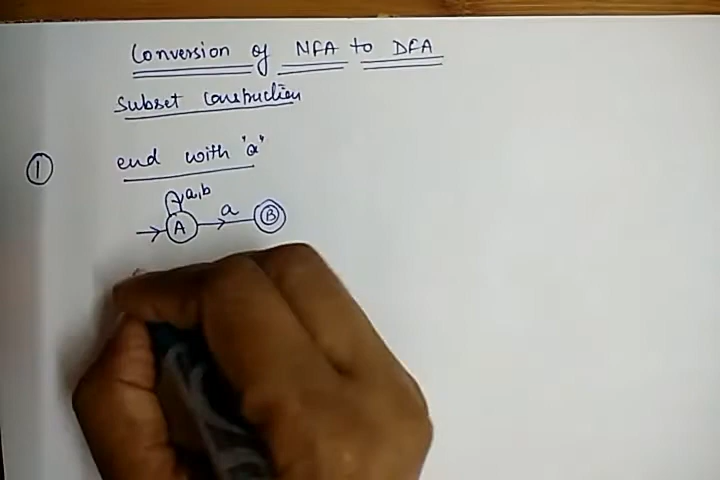 Conversion of NFA to DFA
Subset Construction
① end with "a"
a,b
A a B